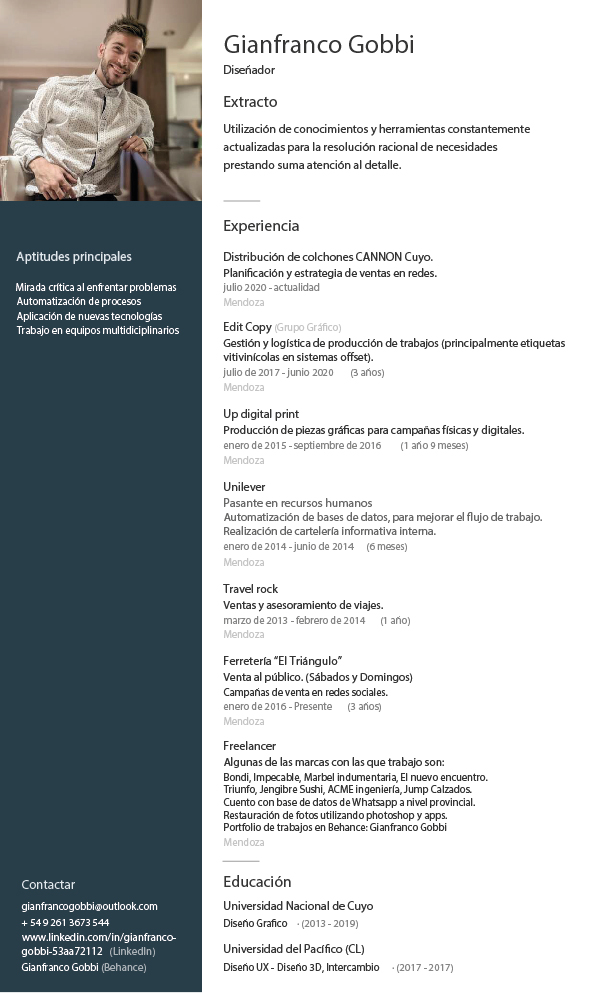 Gianfranco Gobbi
Diseñador
Extracto
Utilización de conocimientos y herramientas constantemente
actualizadas para la resolución racional de necesidades
prestando suma atención al detalle.
Aptitudes principales
Mirada crítica al enfrentar problemas
Automatización de procesos
Aplicación de nuevas tecnologías
Trabajo en equipos multidiciplinarios
Contactar
gianfrancogobbi@outlook.com
+ 54 9 261 3673 544
www.linkedin.com/in/gianfranco-
gobbi-53aa72112 (LinkedIn)
Gianfranco Gobbi (Behance)
Experiencia
Distribución de colchones CANNON Cuyo.
Planificación y estrategia de ventas en redes.
julio 2020 - actualidad
Mendoza
Edit Copy (Grupo Gráfico)
Gestión y logística de producción de trabajos (principalmente etiquetas
vitivinícolas en sistemas offset).
julio de 2017 - junio 2020 (3 años)
Mendoza
Up digital print
Producción de piezas gráficas para campañas físicas y digitales.
enero de 2015 - septiembre de 2016 (1 año 9 meses)
Mendoza
Unilever
Pasante en recursos humanos
Automatización de bases de datos, para mejorar el flujo de trabajo.
Realización de cartelería informativa interna.
enero de 2014 - junio de 2014 (6 meses)
Mendoza
Travel rock
Ventas y asesoramiento de viajes.
marzo de 2013 - febrero de 2014 (1 año)
Mendoza
Ferretería “El Triángulo”
Venta al público. (Sábados y Domingos)
Campañas de venta en redes sociales.
enero de 2016 - Presente (3 años)
Mendoza
Freelancer
Algunas de las marcas con las que trabajo son:
Bondi, Impecable, Marbel indumentaria, El nuevo encuentro.
Triunfo, Jengibre Sushi, ACME ingeniería, Jump Calzados.
Cuento con base de datos de Whatsapp a nivel provincial.
Restauración de fotos utilizando photoshop y apps.
Portfolio de trabajos en Behance: Gianfranco Gobbi
Mendoza
Educación
Universidad Nacional de Cuyo
Diseño Grafico · (2013 - 2019)
Universidad del Pacífico (CL)
Diseño UX - Diseño 3D, Intercambio · (2017 - 2017)